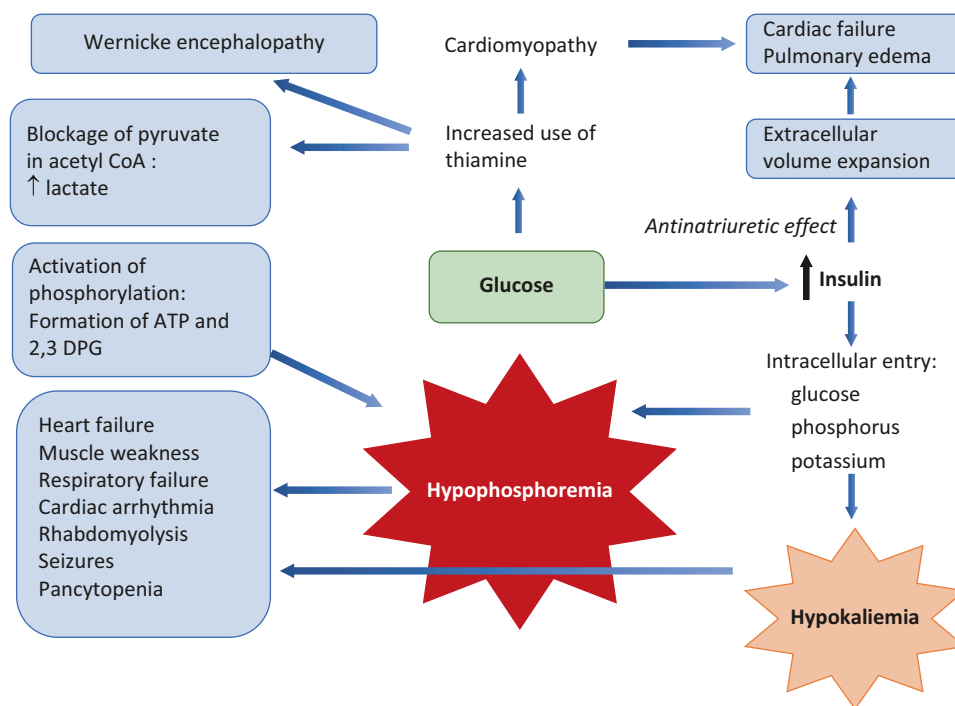 Wernicke encephalopathy
Cardiomyopathy
Cardiac failure
Pulmonary edema
Blockage of pyruvate
in acetyl CoA :
↑ lactate
Increased use of
thiamine
Extracellular
volume expansion
Antinatriuretic effect
Activation of
phosphorylation:
Formation of ATP and
2,3 DPG
Glucose
Insulin
Intracellular entry:
glucose
phosphorus
potassium
Heart failure
Muscle weakness
Respiratory failure
Cardiac arrhythmia
Rhabdomyolysis
Seizures
Pancytopenia
Hypophosphoremia
Hypokaliemia